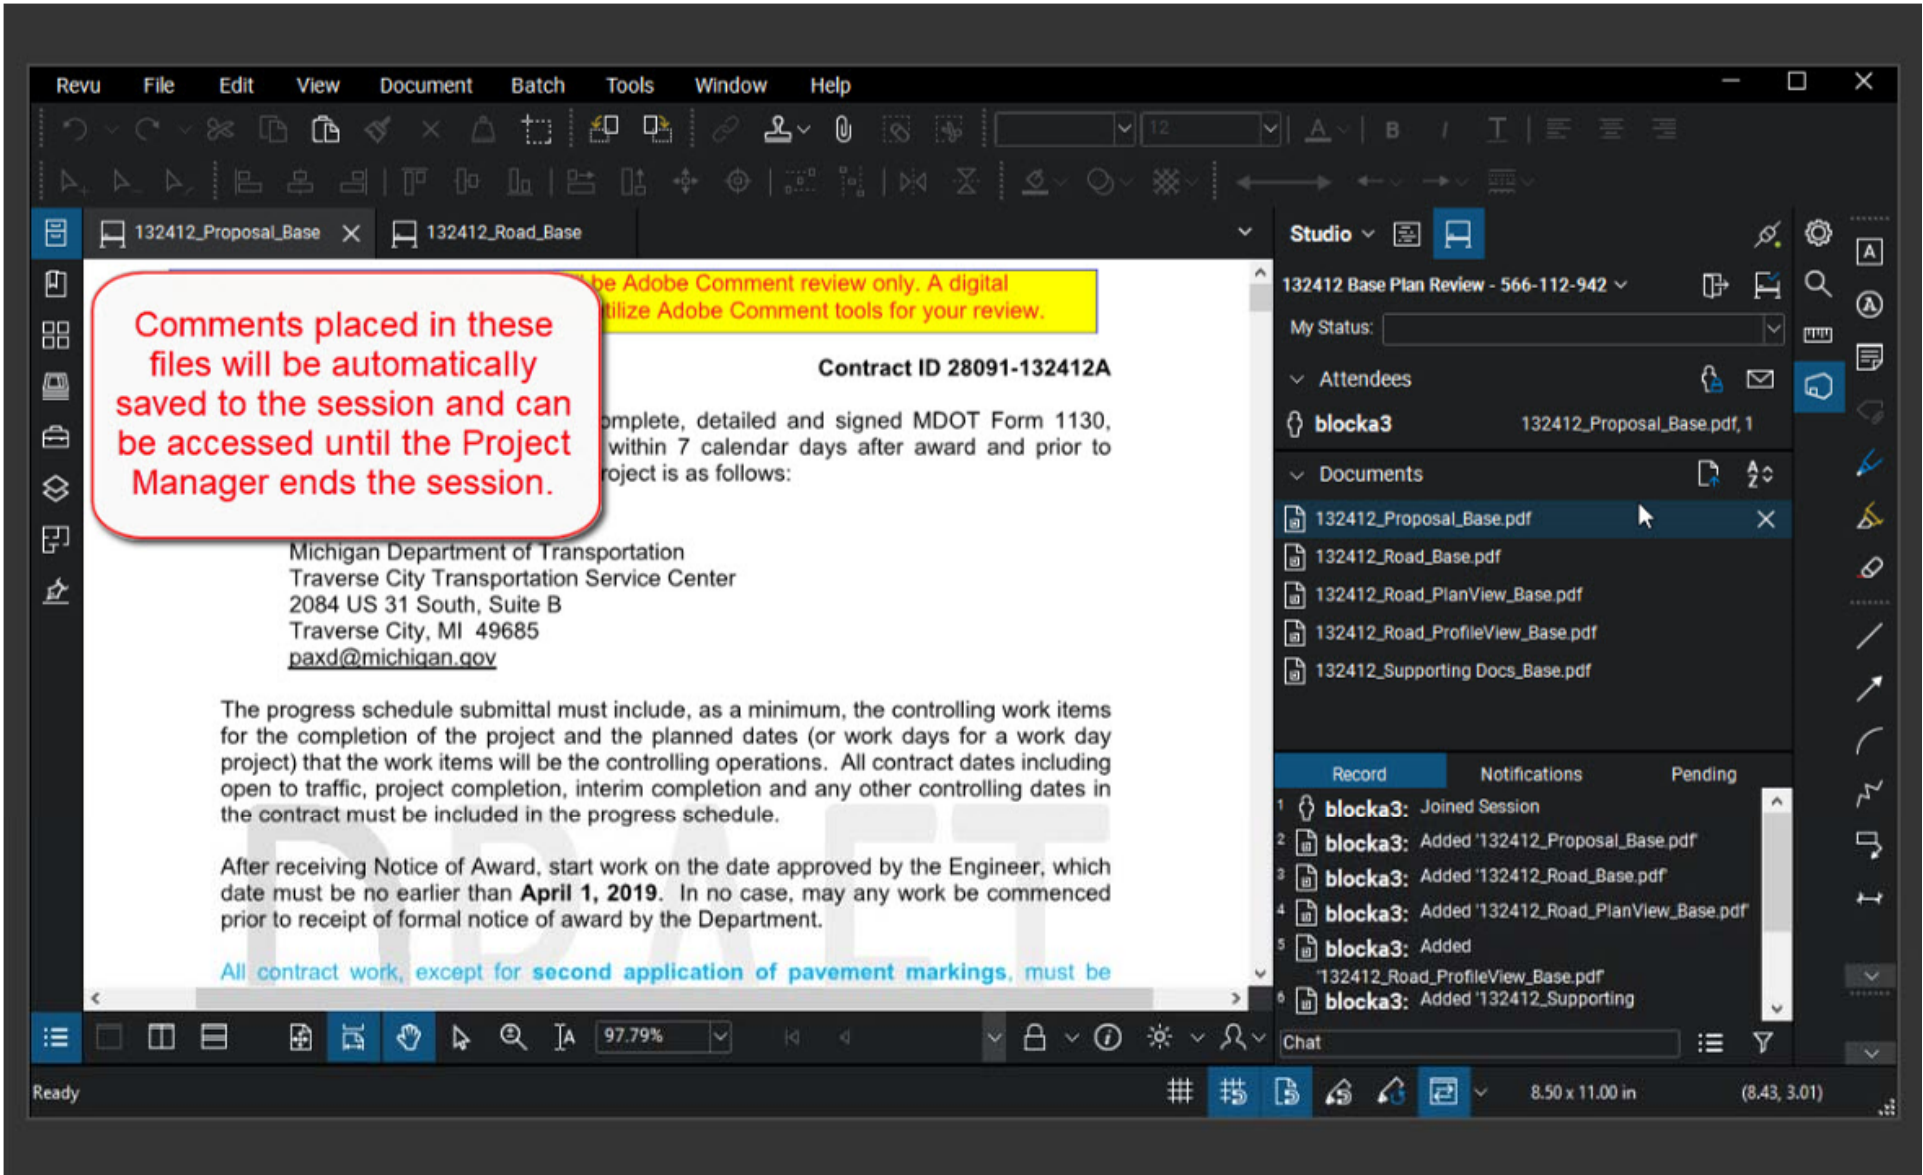 Revu File Edit View Document Batch Tools Window Help
12
132412_Proposal_Base
132412_Road_Base
Studio
132412 Base Plan Review - 566-112-942
My Status:
Attendees
blocka3 132412_Proposal_Base.pdf, 1
Documents
132412_Proposal_Base.pdf
132412_Road_Base.pdf
132412_Road_PlanView_Base.pdf
132412_Road_ProfileView_Base.pdf
132412_Supporting Docs_Base.pdf
Record Notifications Pending
1 blocka3: Joined Session
2 blocka3: Added '132412_Proposal_Base.pdf'
3 blocka3: Added '132412_Road_Base.pdf'
4 blocka3: Added '132412_Road_PlanView_Base.pdf'
5 blocka3: Added
'132412_Road_ProfileView_Base.pdf'
6 blocka3: Added '132412_Supporting
Chat
be Adobe Comment review only. A digital
utilize Adobe Comment tools for your review.
Comments placed in these
files will be automatically
saved to the session and can
be accessed until the Project
Manager ends the session.
Contract ID 28091-132412A
omplete, detailed and signed MDOT Form 1130,
within 7 calendar days after award and prior to
roject is as follows:
Michigan Department of Transportation
Traverse City Transportation Service Center
2084 US 31 South, Suite B
Traverse City, MI 49685
paxd@michigan.gov
The progress schedule submittal must include, as a minimum, the controlling work items
for the completion of the project and the planned dates (or work days for a work day
project) that the work items will be the controlling operations. All contract dates including
open to traffic, project completion, interim completion and any other controlling dates in
the contract must be included in the progress schedule.
After receiving Notice of Award, start work on the date approved by the Engineer, which
date must be no earlier than April 1, 2019. In no case, may any work be commenced
prior to receipt of formal notice of award by the Department.
All contract work, except for second application of pavement markings, must be
DRAFT
97.79%
Ready
8.50 x 11.00 in
(8.43, 3.01)